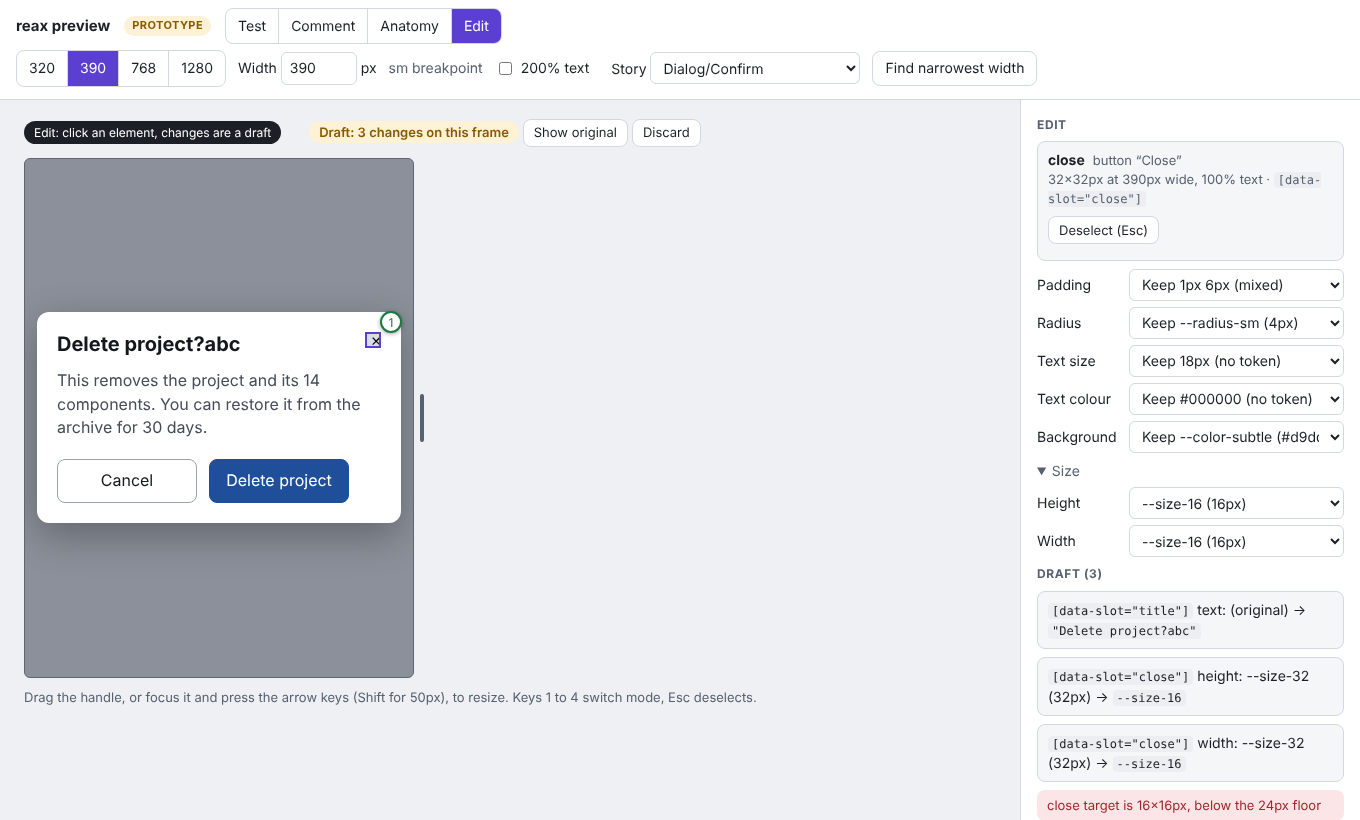 reax preview PROTOTYPE Test Comment Anatomy Edit
320 390 768 1280 Width 390 px sm breakpoint 200% text Story Dialog/Confirm Find narrowest width
Edit: click an element, changes are a draft Draft: 3 changes on this frame Show original Discard
1
Delete project?abc ×
This removes the project and its 14
components. You can restore it from the
archive for 30 days.
Cancel Delete project
Drag the handle, or focus it and press the arrow keys (Shift for 50px), to resize. Keys 1 to 4 switch mode, Esc deselects.
EDIT
close button “Close”
32×32px at 390px wide, 100% text · [data-
slot="close"]
Deselect (Esc)
Padding Keep 1px 6px (mixed)
Radius Keep --radius-sm (4px)
Text size Keep 18px (no token)
Text colour Keep #000000 (no token)
Background Keep --color-subtle (#d9dc
▼ Size
Height --size-16 (16px)
Width --size-16 (16px)
DRAFT (3)
[data-slot="title"] text: (original) →
"Delete project?abc"
[data-slot="close"] height: --size-32
(32px) → --size-16
[data-slot="close"] width: --size-32
(32px) → --size-16
close target is 16×16px, below the 24px floor